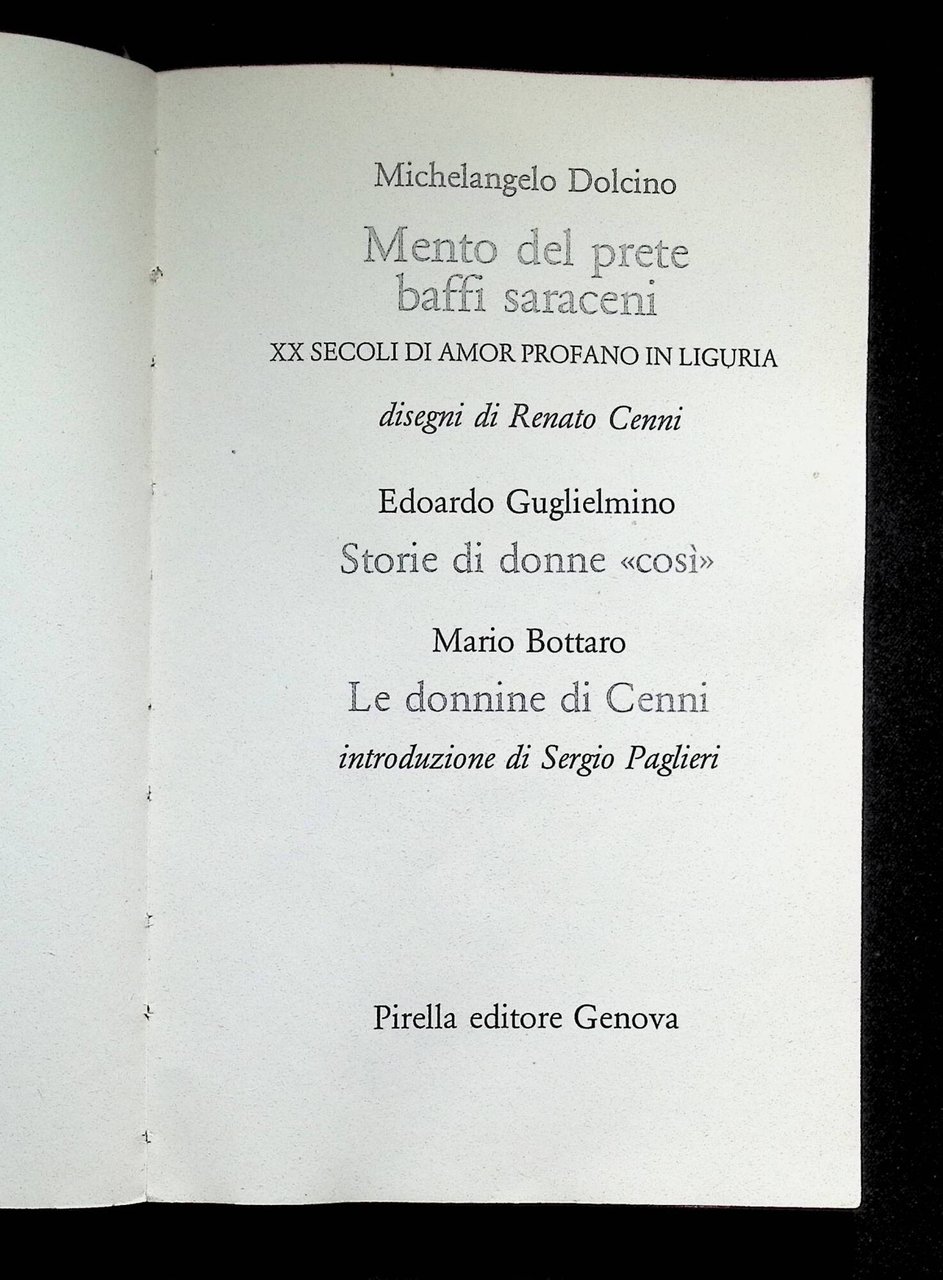 Michelangelo Dolcino
Mento del prete
baffi saraceni
XX SECOLI DI AMOR PROFANO IN LIGURIA
disegni di Renato Cenni
Edoardo Guglielmino
Storie di donne «così»
Mario Bottaro
Le donnine di Cenni
introduzione di Sergio Paglieri
Pirella editore Genova